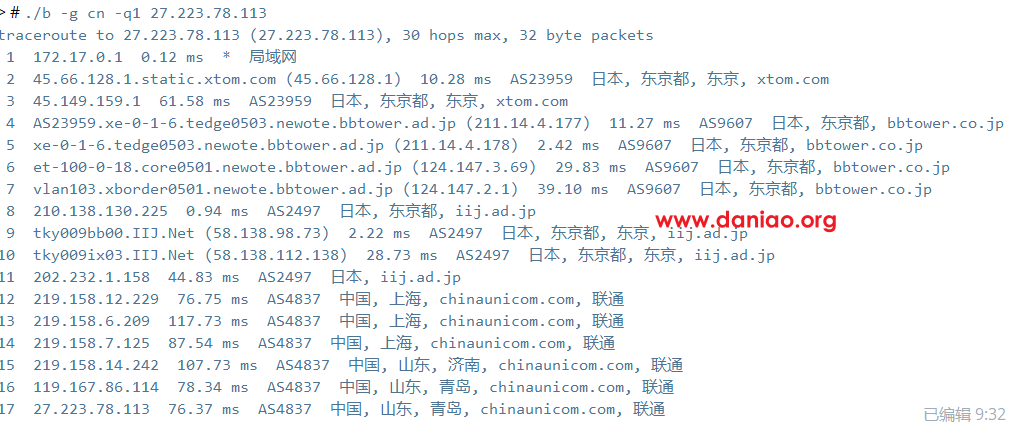 ># ./b -g cn -q1 27.223.78.113
traceroute to 27.223.78.113 (27.223.78.113), 30 hops max, 32 byte packets
1 172.17.0.1 0.12 ms * 局域网
2 45.66.128.1.static.xtom.com (45.66.128.1) 10.28 ms AS23959 日本, 东京都, 东京, xtom.com
3 45.149.159.1 61.58 ms AS23959 日本, 东京都, 东京, xtom.com
4 AS23959.xe-0-1-6.tedge0503.newote.bbtower.ad.jp (211.14.4.177) 11.27 ms AS9607 日本, 东京都, bbtower.co.jp
5 xe-0-1-6.tedge0503.newote.bbtower.ad.jp (211.14.4.178) 2.42 ms AS9607 日本, 东京都, bbtower.co.jp
6 et-100-0-18.core0501.newote.bbtower.ad.jp (124.147.3.69) 29.83 ms AS9607 日本, 东京都, bbtower.co.jp
7 vlan103.xborder0501.newote.bbtower.ad.jp (124.147.2.1) 39.10 ms AS9607 日本, 东京都, bbtower.co.jp
8 210.138.130.225 0.94 ms AS2497 日本, 东京都, iij.ad.jp
www.daniao.org
9 tky009bb00.IIJ.Net (58.138.98.73) 2.22 ms AS2497 日本, 东京都, 东京, iij.ad.jp
10 tky009ix03.IIJ.Net (58.138.112.138) 28.73 ms AS2497 日本, 东京都, 东京, iij.ad.jp
11 202.232.1.158 44.83 ms AS2497 日本, iij.ad.jp
12 219.158.12.229 76.75 ms AS4837 中国, 上海, chinaunicom.com, 联通
13 219.158.6.209 117.73 ms AS4837 中国, 上海, chinaunicom.com, 联通
14 219.158.7.125 87.54 ms AS4837 中国, 上海, chinaunicom.com, 联通
15 219.158.14.242 107.73 ms AS4837 中国, 山东, 济南, chinaunicom.com, 联通
16 119.167.86.114 78.34 ms AS4837 中国, 山东, 青岛, chinaunicom.com, 联通
17 27.223.78.113 76.37 ms AS4837 中国, 山东, 青岛, chinaunicom.com, 联通
已编辑 9:32